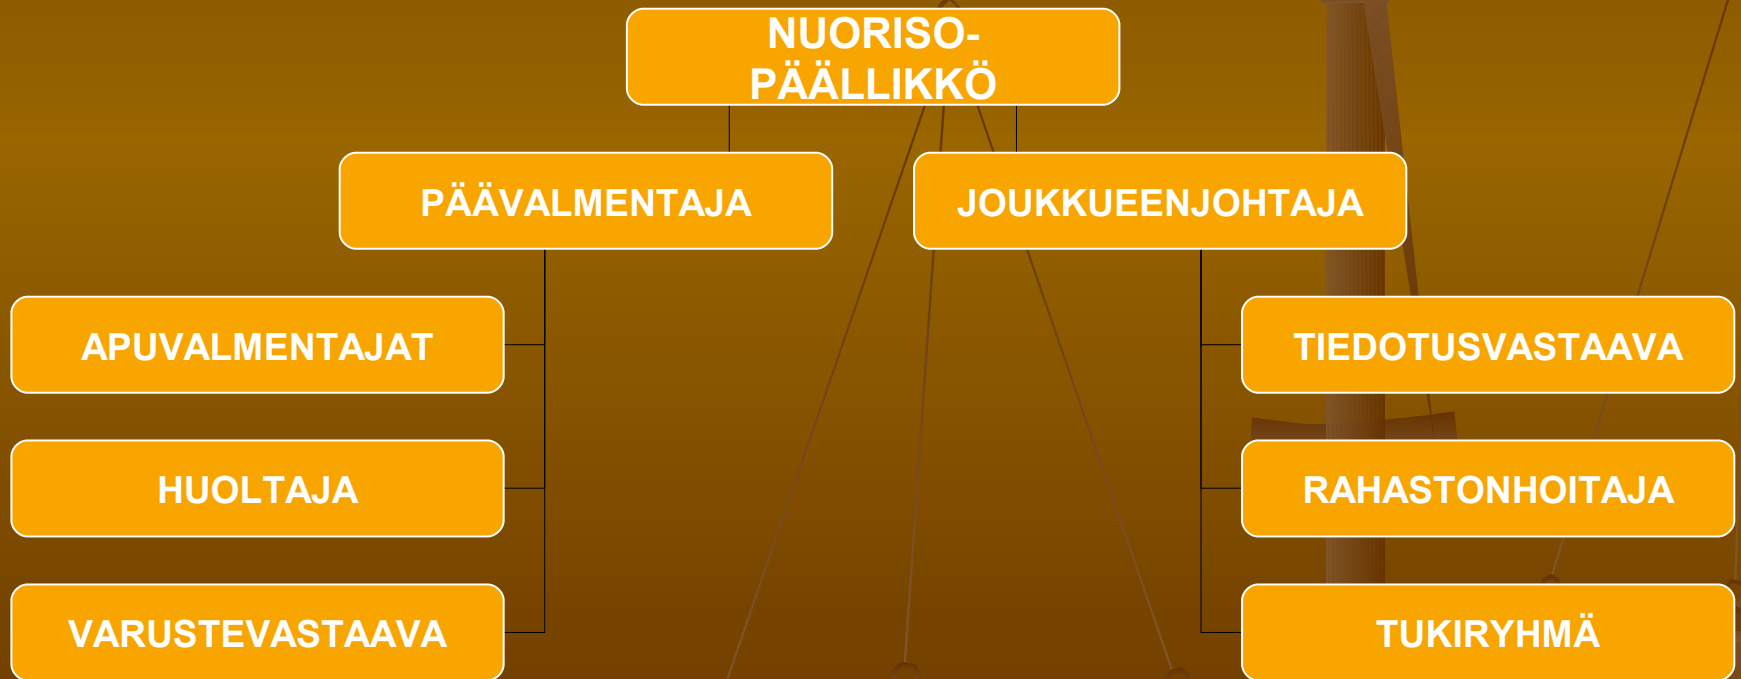 NUORISO-
PÄÄLLIKKÖ
PÄÄVALMENTAJA
JOUKKUEENJOHTAJA
APUVALMENTAJAT
TIEDOTUSVASTAAVA
HUOLTAJA
RAHASTONHOITAJA
VARUSTEVASTAAVA
TUKIRYHMÄ